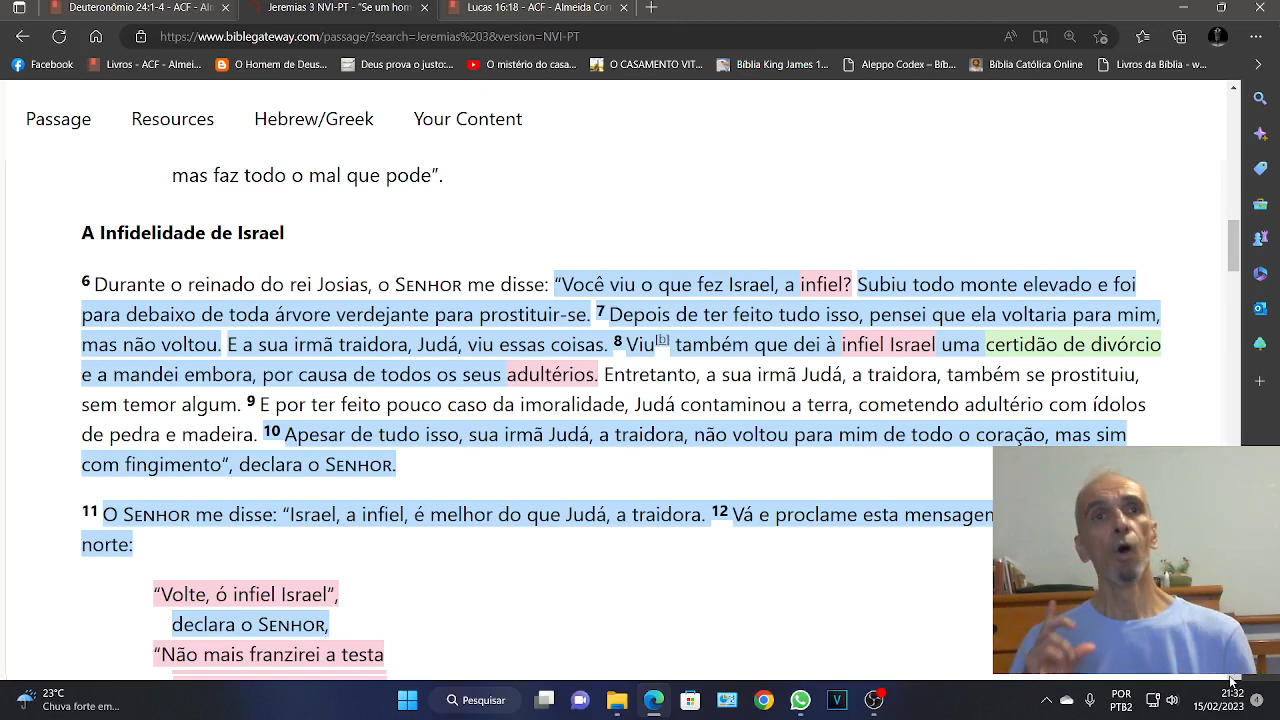 Deuteronômio 24:1-4 - ACF - Alm
Jeremias 3 NVI-PT - "Se um hom
Lucas 16:18 - ACF - Almeida Cor
https://www.biblegateway.com/passage/?search=Jeremias%203&version=NVI-PT
Facebook
Livros - ACF - Almei...
O Homem de Deus...
Deus prova o justo:...
O mistério do casa...
O CASAMENTO VIT...
Bíblia King James 1...
Aleppo Codex – Bib...
Bíblia Católica Online
Livros da Bíblia - w...
Passage Resources Hebrew/Greek Your Content
mas faz todo o mal que pode”.
A Infidelidade de Israel
6 Durante o reinado do rei Josias, o SENHOR me disse: “Você viu o que fez Israel, a infiel? Subiu todo monte elevado e foi
para debaixo de toda árvore verdejante para prostituir-se. 7 Depois de ter feito tudo isso, pensei que ela voltaria para mim,
mas não voltou. E a sua irmã traidora, Judá, viu essas coisas. 8 Viu[b] também que dei à infiel Israel uma certidão de divórcio
e a mandei embora, por causa de todos os seus adultérios. Entretanto, a sua irmã Judá, a traidora, também se prostituiu,
sem temor algum. 9 E por ter feito pouco caso da imoralidade, Judá contaminou a terra, cometendo adultério com ídolos
de pedra e madeira. 10 Apesar de tudo isso, sua irmã Judá, a traidora, não voltou para mim de todo o coração, mas sim
com fingimento”, declara o SENHOR.
11 O SENHOR me disse: “Israel, a infiel, é melhor do que Judá, a traidora. 12 Vá e proclame esta mensagem
norte:
“Volte, ó infiel Israel”,
declara o SENHOR,
“Não mais franzirei a testa
23°C
Chuva forte em...
Pesquisar
POR
PTB2
21:32
15/02/2023